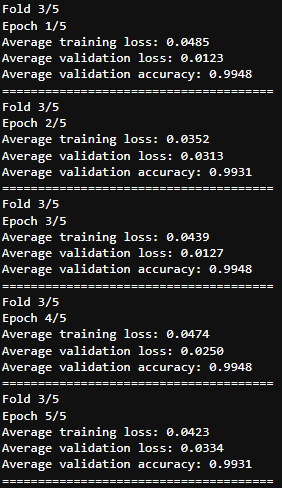 Fold 3/5
Epoch 1/5
Average training loss: 0.0485
Average validation loss: 0.0123
Average validation accuracy: 0.9948
======================================
Fold 3/5
Epoch 2/5
Average training loss: 0.0352
Average validation loss: 0.0313
Average validation accuracy: 0.9931
======================================
Fold 3/5
Epoch 3/5
Average training loss: 0.0439
Average validation loss: 0.0127
Average validation accuracy: 0.9948
======================================
Fold 3/5
Epoch 4/5
Average training loss: 0.0474
Average validation loss: 0.0250
Average validation accuracy: 0.9948
======================================
Fold 3/5
Epoch 5/5
Average training loss: 0.0423
Average validation loss: 0.0334
Average validation accuracy: 0.9931
======================================